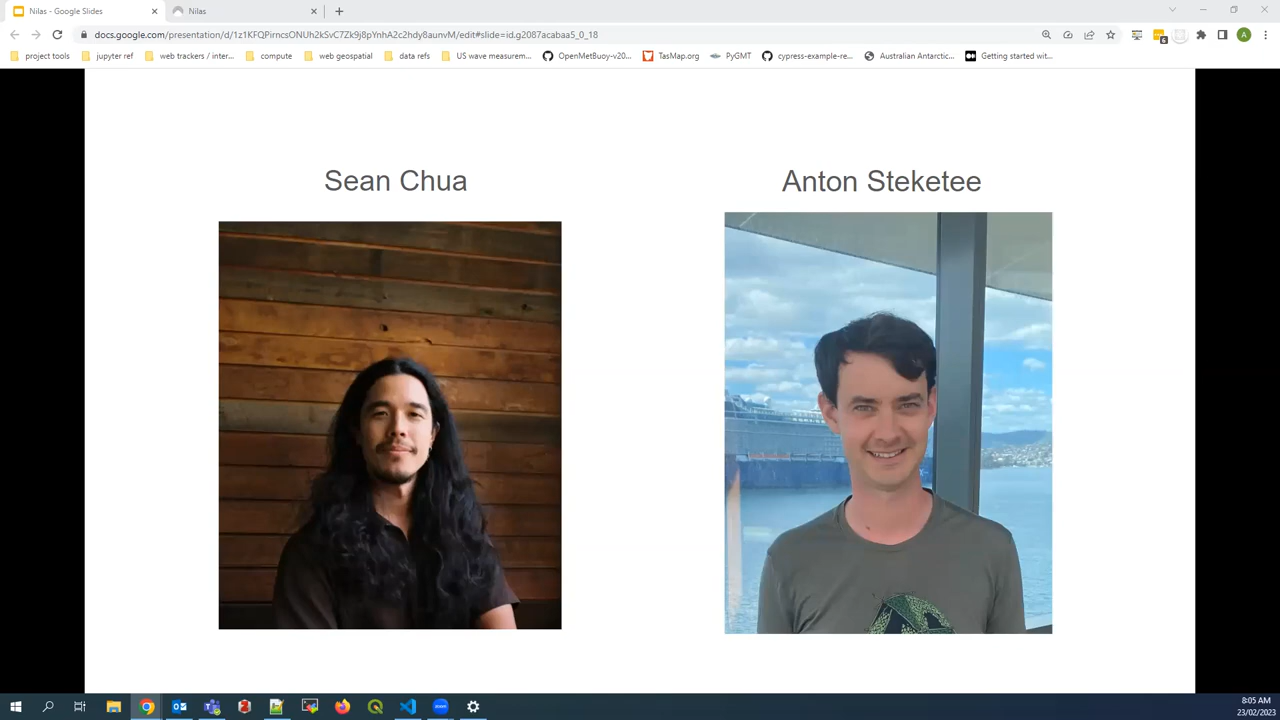 Nilas - Google Slides
Nilas
docs.google.com/presentation/d/1z1KFQPirncsONUh2kSvC7Zk9j8pYnhA2c2hdy8aunvM/edit#slide=id.g2087acabaa5_0_18
project tools
jupyter ref
web trackers / inter...
compute
web geospatial
data refs
US wave measurem...
OpenMetBuoy-v20...
TasMap.org
PyGMT
cypress-example-re...
Australian Antarctic...
Getting started wit...
Sean Chua
Anton Steketee
zoom
8:05 AM
23/02/2023